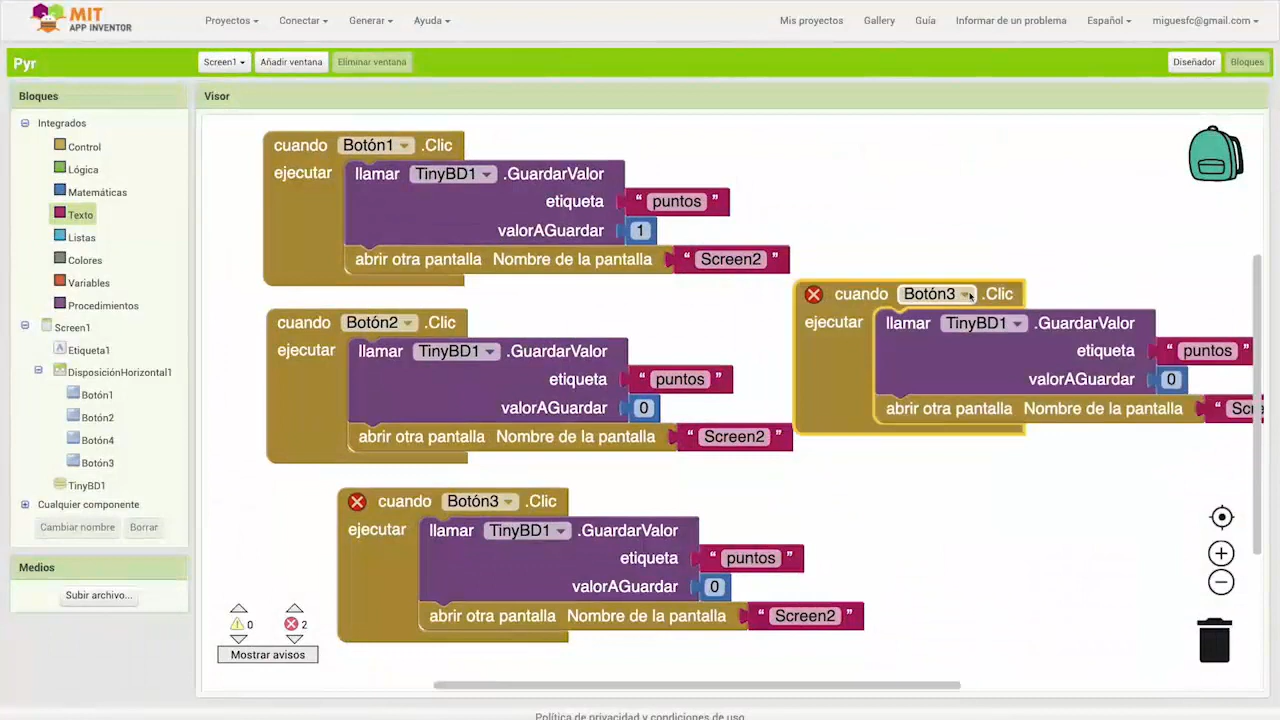 MIT
APP INVENTOR
Proyectos
Conectar
Generar
Ayuda
Mis proyectos
Gallery
Guía
Informar de un problema
Español
miguesfc@gmail.com
Pyr
Screen1
Añadir ventana
Eliminar ventana
Diseñador
Bloques
Bloques
Integrados
Control
Lógica
Matemáticas
Texto
Listas
Colores
Variables
Procedimientos
Screen1
Etiqueta1
DisposiciónHorizontal1
Botón1
Botón2
Botón4
Botón3
TinyBD1
Cualquier componente
Cambiar nombre
Borrar
Medios
Subir archivo...
Visor
cuando Botón1 .Clic
ejecutar llamar TinyBD1 .GuardarValor
etiqueta " puntos "
valorAGuardar 1
abrir otra pantalla Nombre de la pantalla " Screen2 "
cuando Botón2 .Clic
ejecutar llamar TinyBD1 .GuardarValor
etiqueta " puntos "
valorAGuardar 0
abrir otra pantalla Nombre de la pantalla " Screen2 "
cuando Botón3 .Clic
ejecutar llamar TinyBD1 .GuardarValor
etiqueta " puntos "
valorAGuardar 0
abrir otra pantalla Nombre de la pantalla " Scre
cuando Botón3 .Clic
ejecutar llamar TinyBD1 .GuardarValor
etiqueta " puntos "
valorAGuardar 0
abrir otra pantalla Nombre de la pantalla " Screen2 "
0
2
Mostrar avisos
Política de privacidad y condiciones de uso